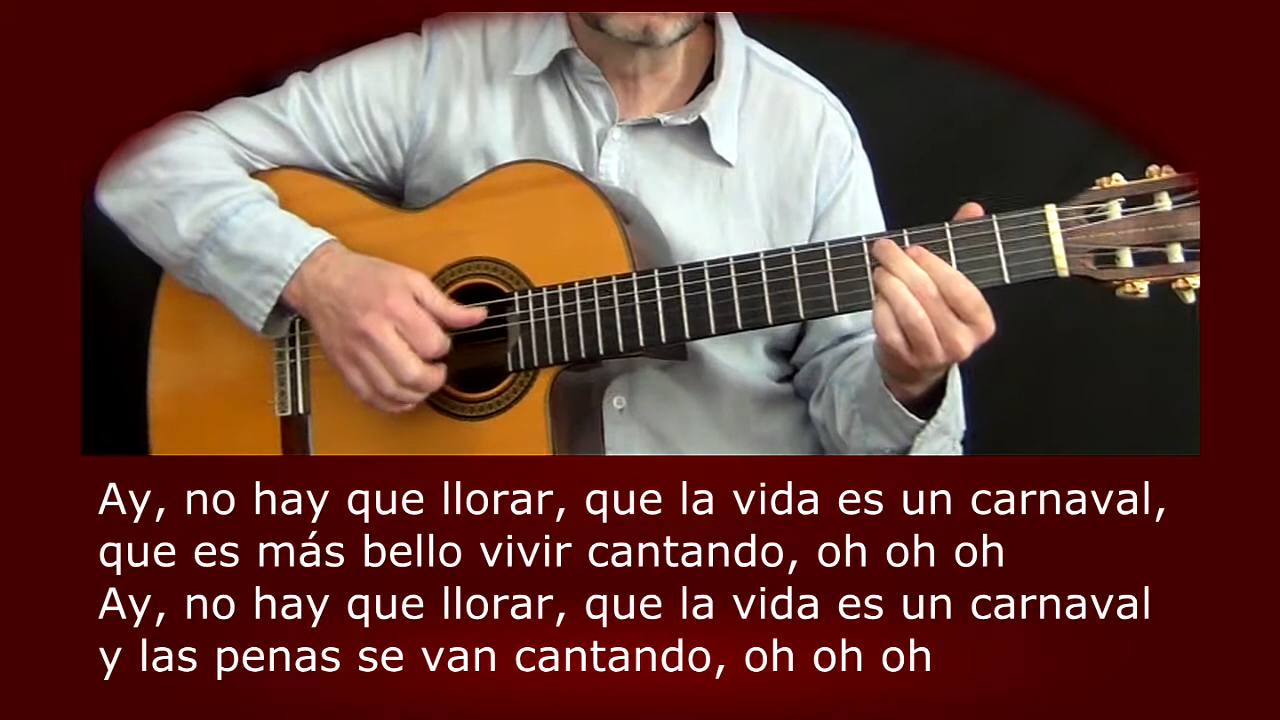 Ay, no hay que llorar, que la vida es un carnaval,
que es más bello vivir cantando, oh oh oh
Ay, no hay que llorar, que la vida es un carnaval
y las penas se van cantando, oh oh oh